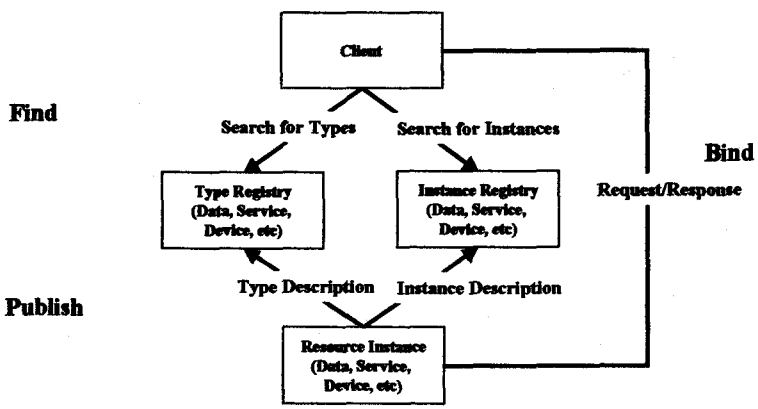 Client
Find
Search for Types
Search for Instances
Bind
Type Registry
(Data, Service,
Device, etc)
Instance Registry
(Data, Service,
Device, etc)
Request/Response
Type Description
Instance Description
Publish
Resource Instance
(Data, Service,
Device, etc)